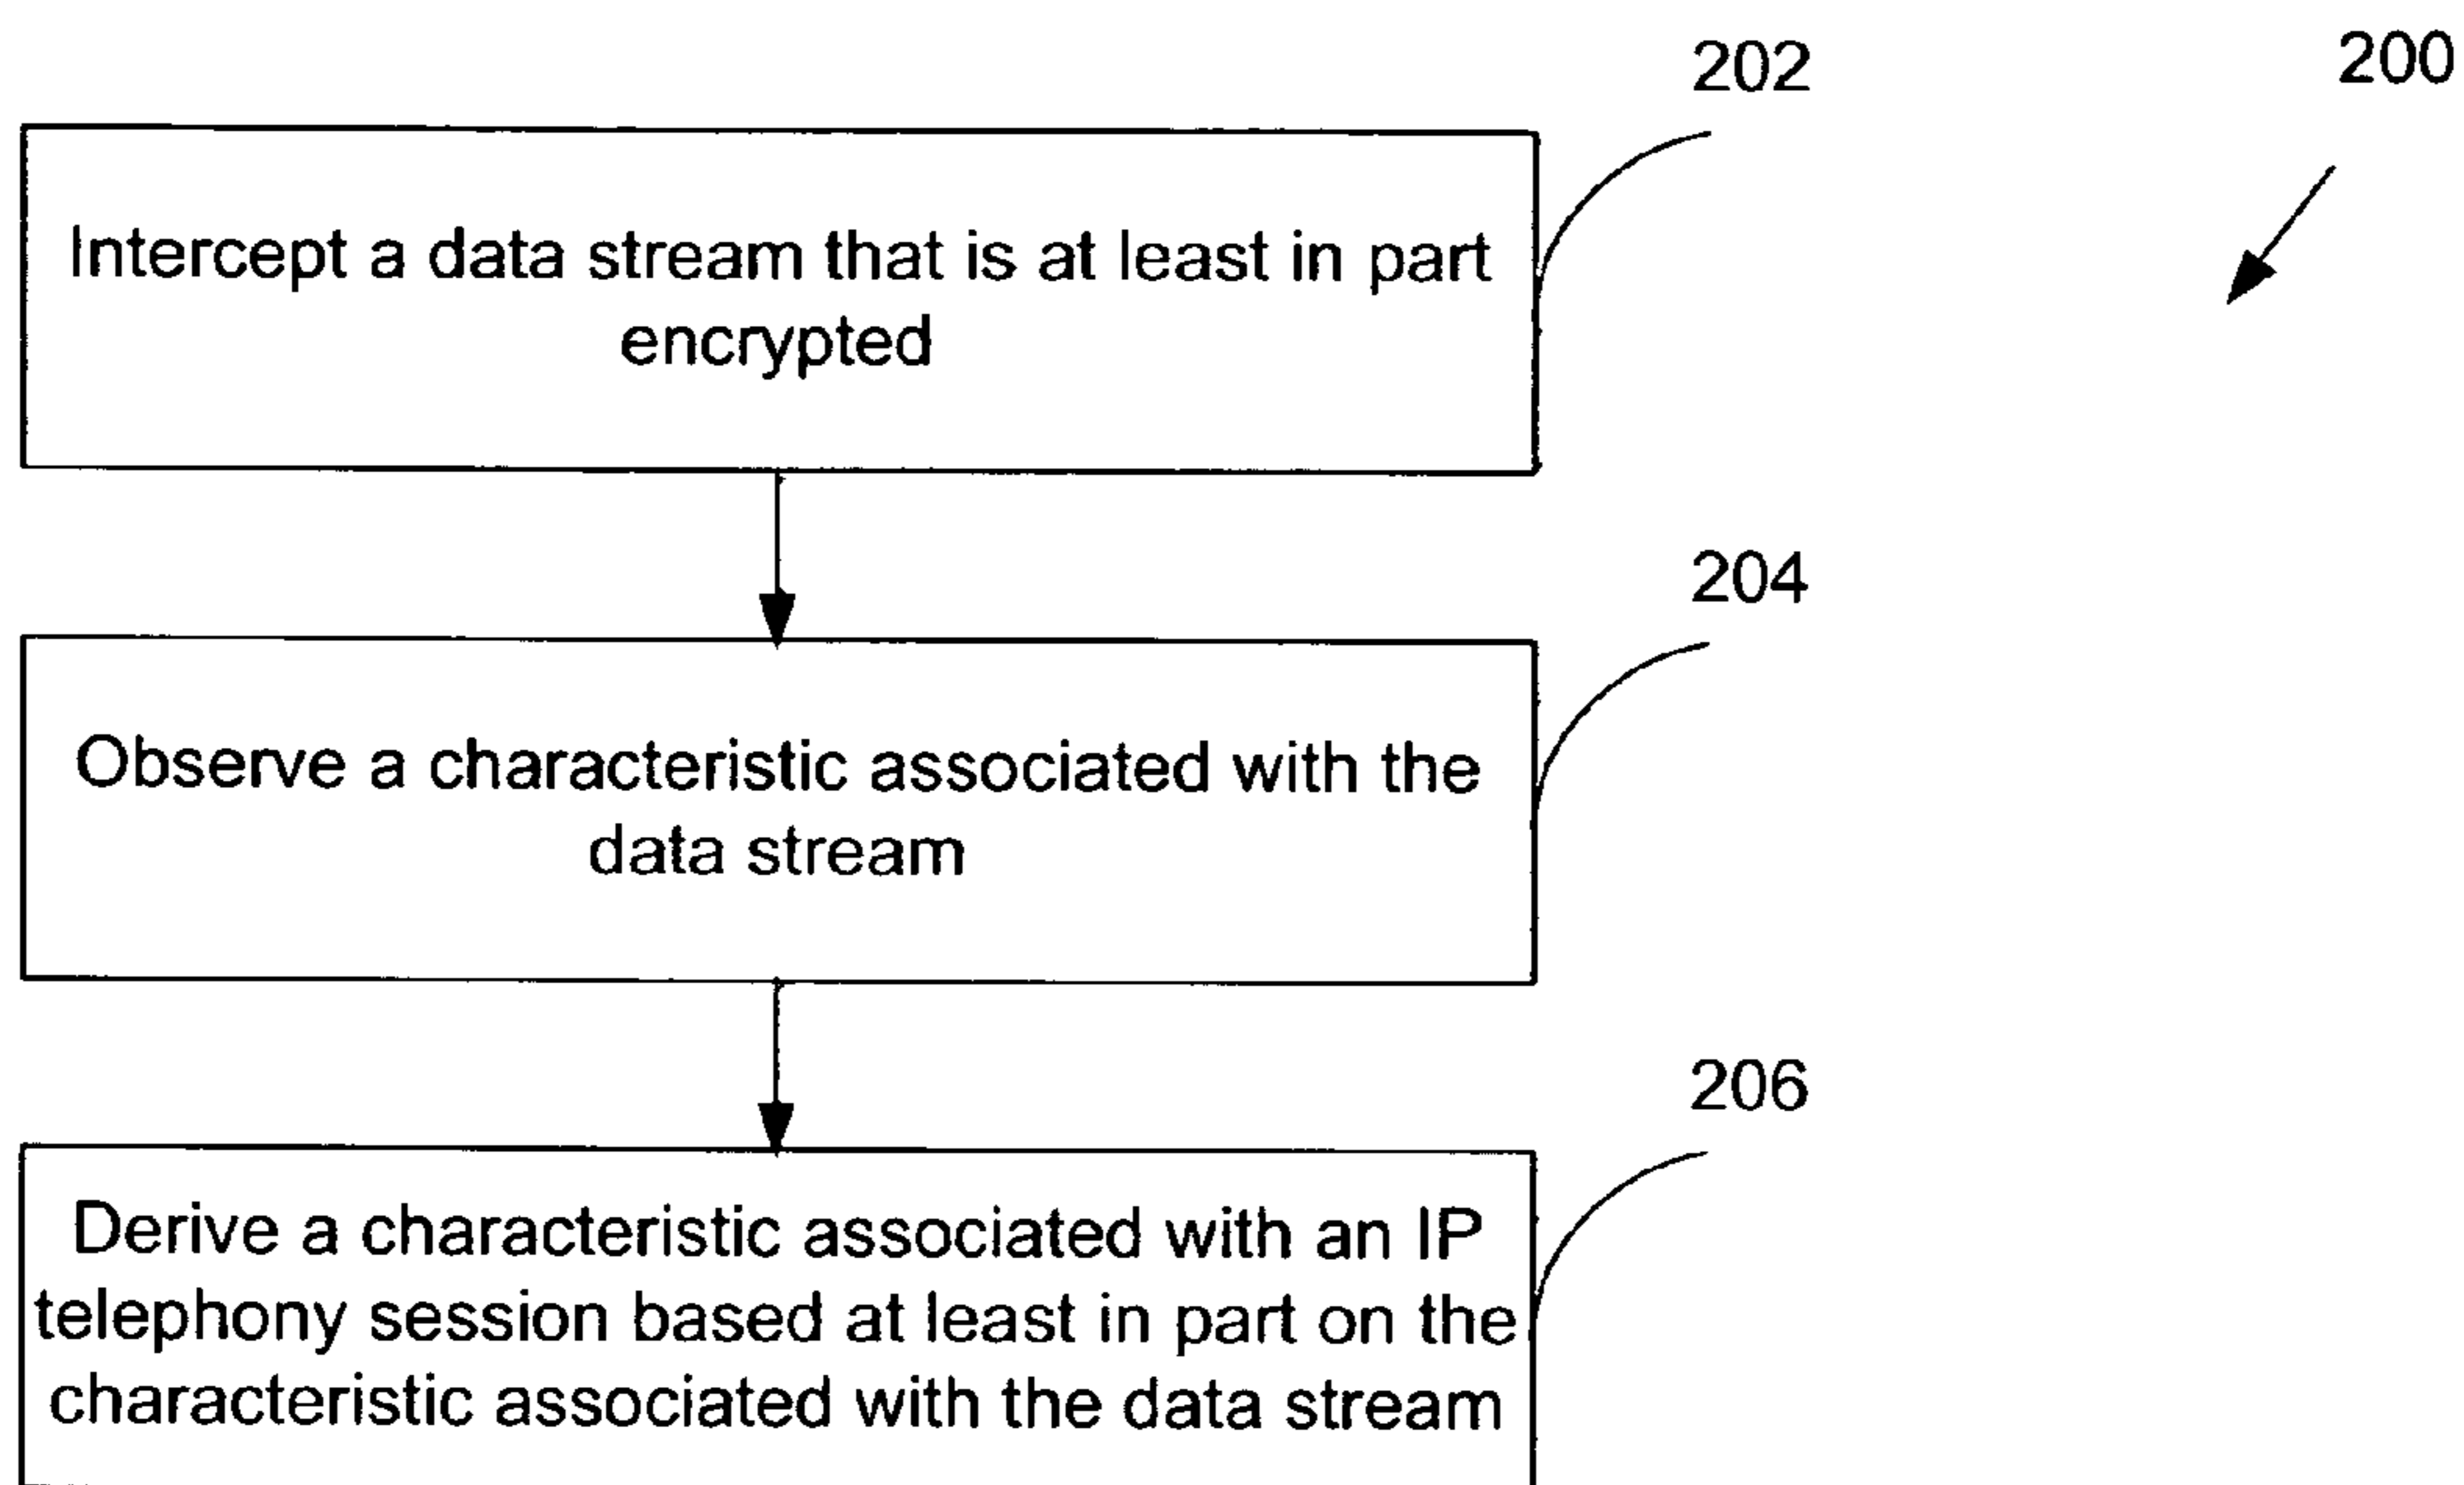 200
202
Intercept a data stream that is at least in part
encrypted
204
Observe a characteristic associated with the
data stream
206
Derive a characteristic associated with an IP
telephony session based at least in part on the
characteristic associated with the data stream